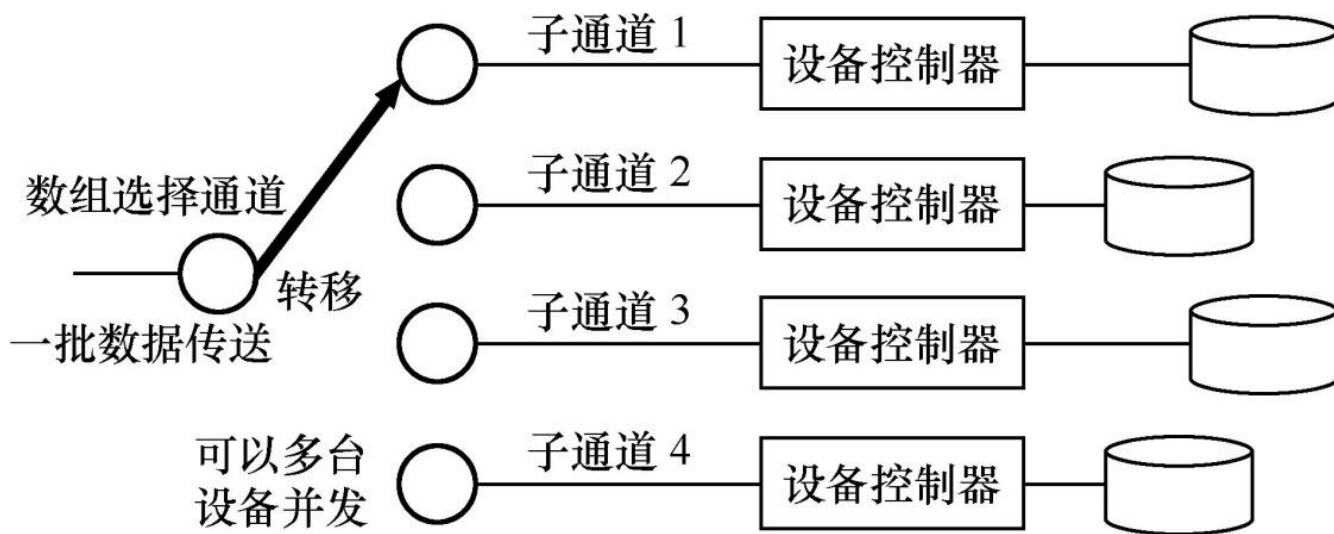 子通道 1
设备控制器
子通道 2
设备控制器
数组选择通道
转移
子通道 3
设备控制器
一批数据传送
可以多台
设备并发
子通道 4
设备控制器